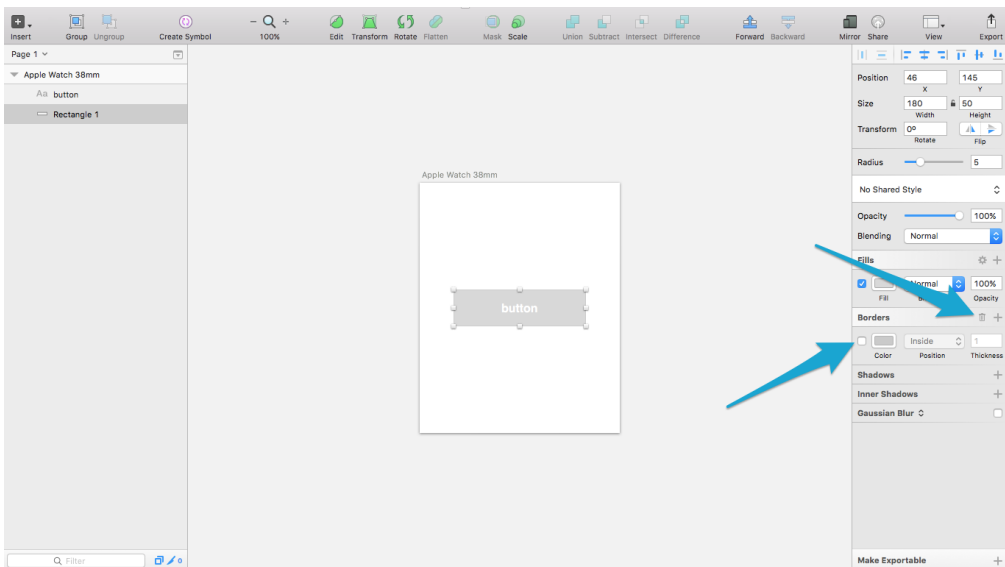 Insert Group Ungroup Create Symbol 100% Edit Transform Rotate Flatten Mask Scale Union Subtract Intersect Difference Forward Backward Mirror Share View Export
Page 1
Apple Watch 38mm
Aa button
Rectangle 1
Filter
0
Apple Watch 38mm
button
Position 46 145
X Y
Size 180 50
Width Height
Transform 0º
Rotate Flip
Radius 5
No Shared Style
Opacity 100%
Blending Normal
Fills
Normal 100%
Fill Opacity
Borders
Inside 1
Color Position Thickness
Shadows
Inner Shadows
Gaussian Blur
Make Exportable